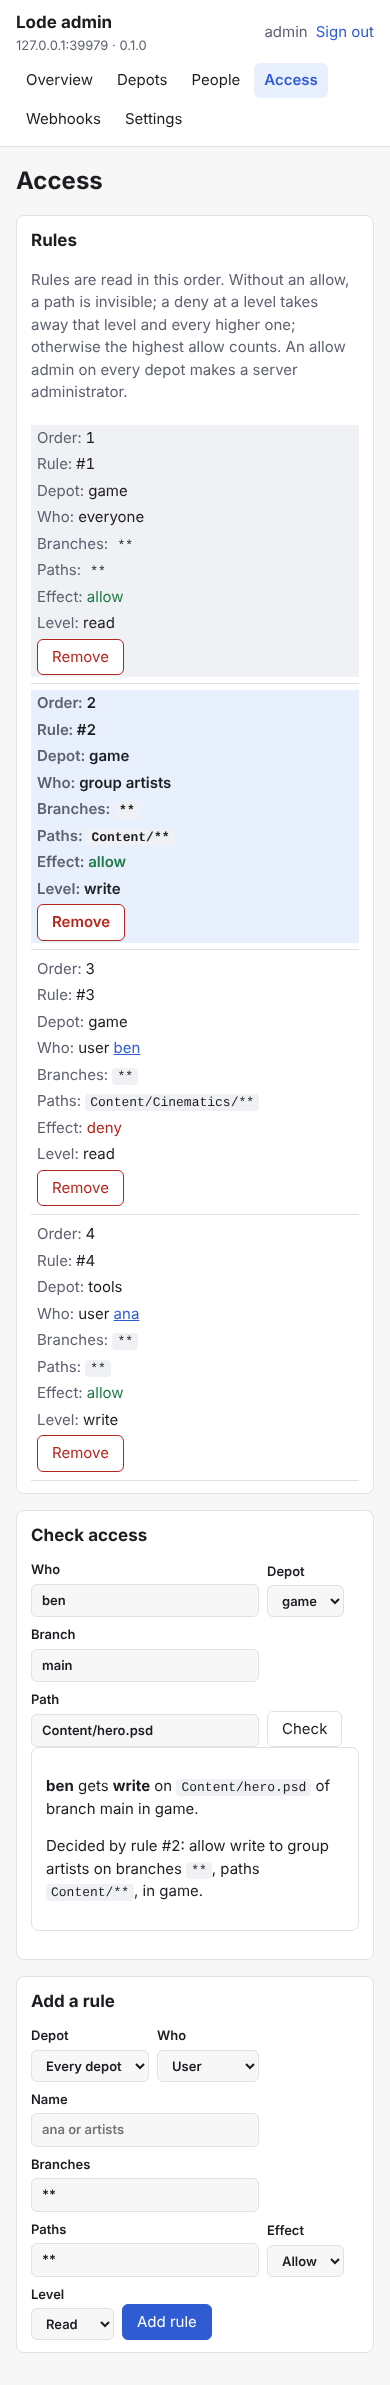 Lode admin
127.0.0.1:39979 · 0.1.0
admin Sign out
Overview Depots People Access
Webhooks Settings
Access
Rules
Rules are read in this order. Without an allow,
a path is invisible; a deny at a level takes
away that level and every higher one;
otherwise the highest allow counts. An allow
admin on every depot makes a server
administrator.
Order: 1
Rule: #1
Depot: game
Who: everyone
Branches: **
Paths: **
Effect: allow
Level: read
Remove
Order: 2
Rule: #2
Depot: game
Who: group artists
Branches: **
Paths: Content/**
Effect: allow
Level: write
Remove
Order: 3
Rule: #3
Depot: game
Who: user ben
Branches: **
Paths: Content/Cinematics/**
Effect: deny
Level: read
Remove
Order: 4
Rule: #4
Depot: tools
Who: user ana
Branches: **
Paths: **
Effect: allow
Level: write
Remove
Check access
Who Depot
ben game
Branch
main
Path
Content/hero.psd Check
ben gets write on Content/hero.psd of
branch main in game.
Decided by rule #2: allow write to group
artists on branches **, paths
Content/**, in game.
Add a rule
Depot Who
Every depot User
Name
ana or artists
Branches
**
Paths Effect
** Allow
Level
Read Add rule